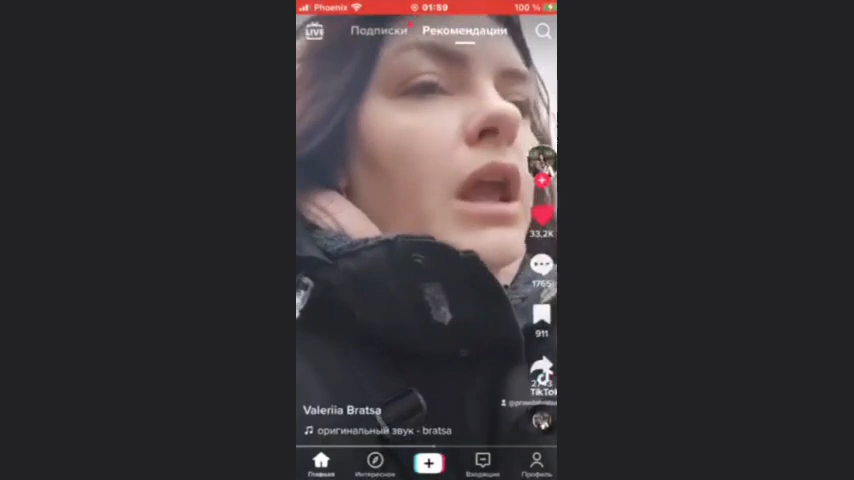 Phoenix
01:59
100 %
LIVE
Подписки
Рекомендации
33,2K
1765
911
TikTok
Valeriia Bratsa
оригинальный звук - bratsa
Главная
Интересное
Входящие
Профиль